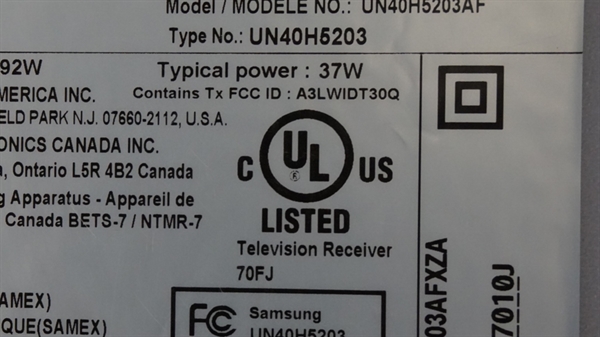 Model / MODELE NO.: UN40H5203AF
Type No.: UN40H5203
92W Typical power : 37W
MERICA INC. Contains Tx FCC ID : A3LWIDT30Q
ELD PARK N.J. 07660-2112, U.S.A.
ONICS CANADA INC.
a, Ontario L5R 4B2 Canada
g Apparatus - Appareil de
Canada BETS-7 / NTMR-7
C UL US
®
LISTED
Television Receiver
70FJ
SAMEX)
QUE(SAMEX)
FC Samsung
UN40H5203
03AFXZA
7010J